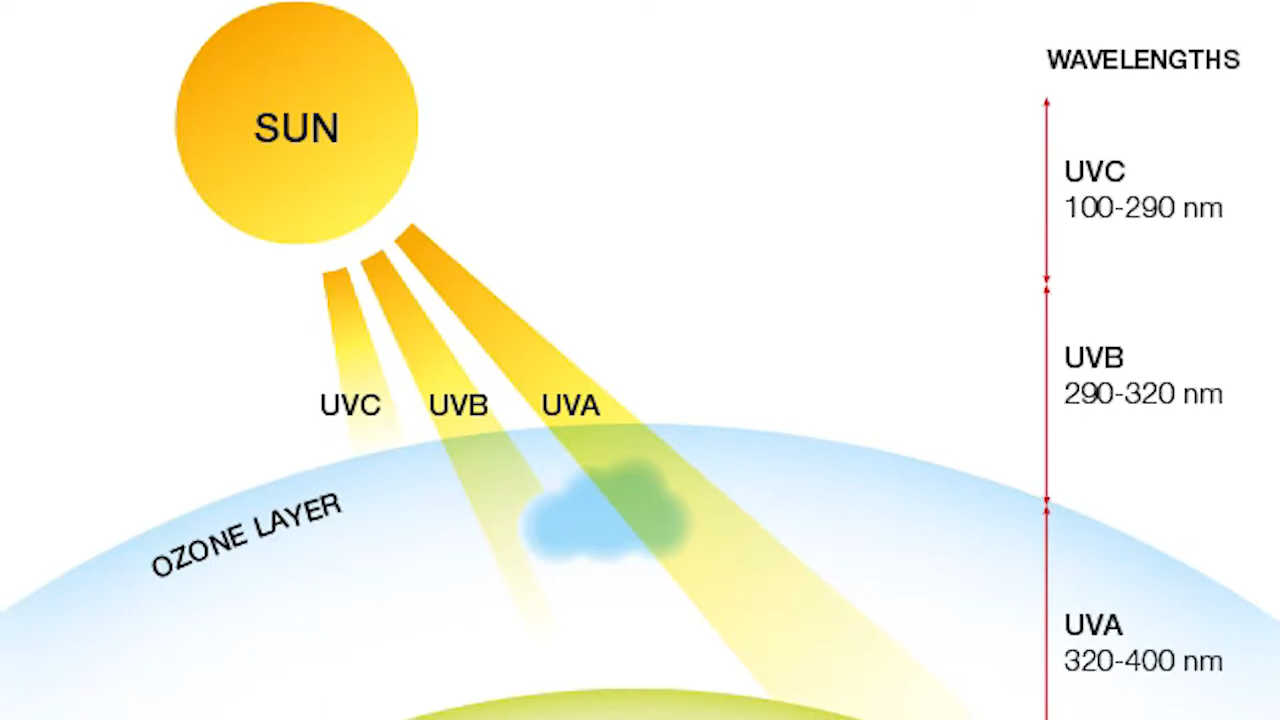 SUN
UVC UVB UVA
OZONE LAYER
WAVELENGTHS
UVC
100-290 nm
UVB
290-320 nm
UVA
320-400 nm